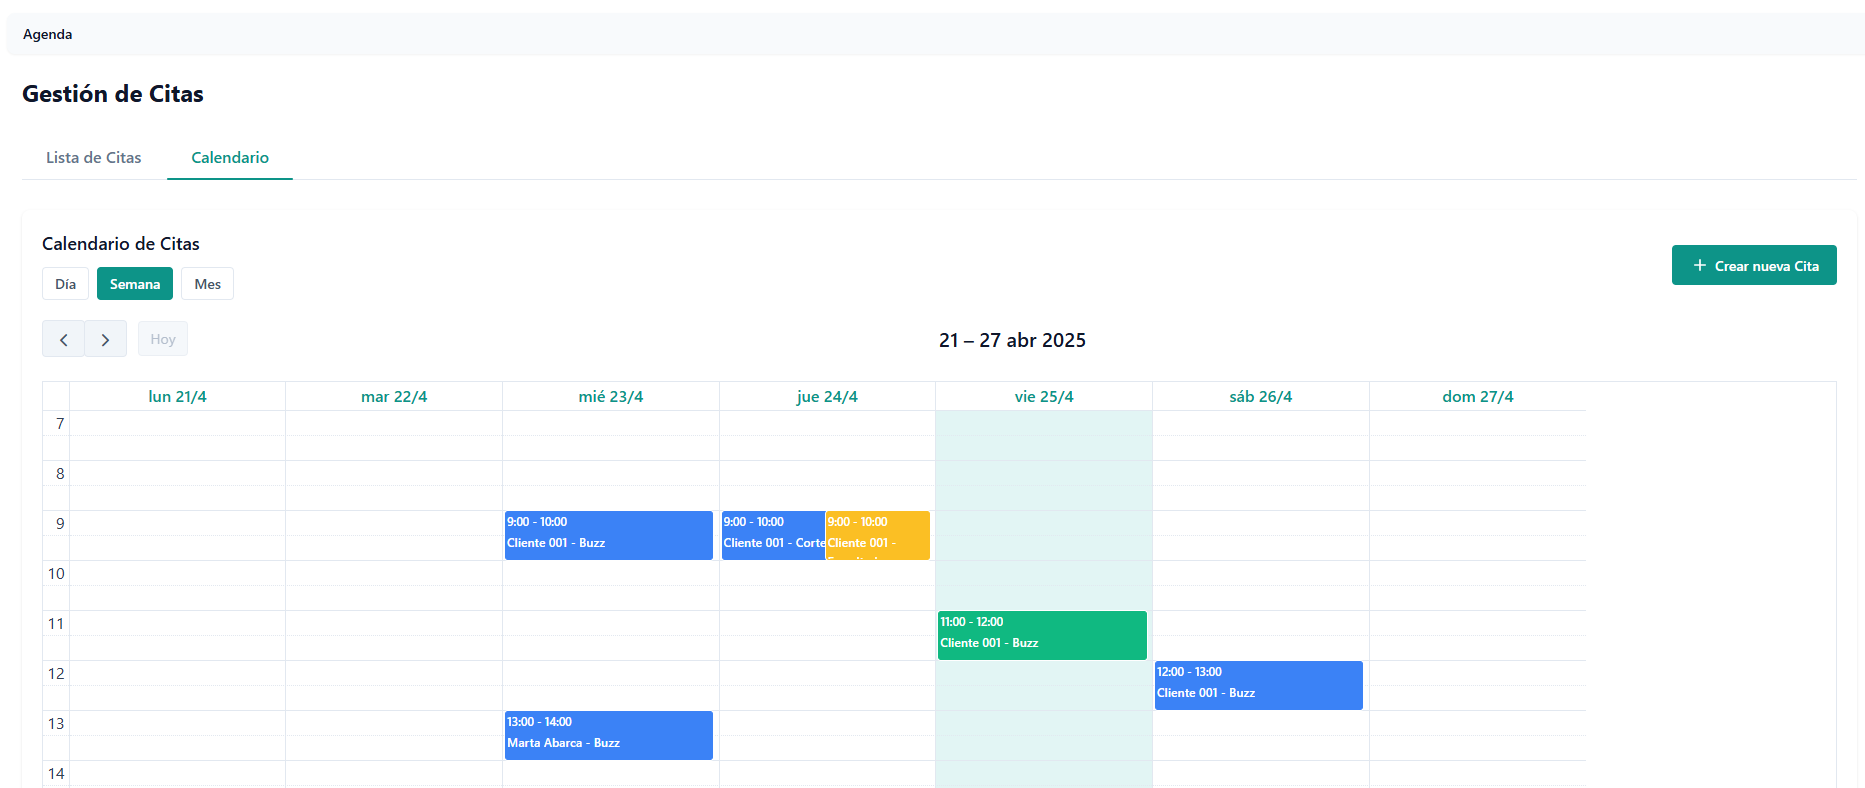 Agenda
Gestión de Citas
Lista de Citas Calendario
Calendario de Citas
Día Semana Mes
+ Crear nueva Cita
Hoy
21 – 27 abr 2025
lun 21/4 mar 22/4 mié 23/4 jue 24/4 vie 25/4 sáb 26/4 dom 27/4
7
8
9
9:00 - 10:00
Cliente 001 - Buzz
9:00 - 10:00
Cliente 001 - Corte
9:00 - 10:00
Cliente 001 -
10
11
11:00 - 12:00
Cliente 001 - Buzz
12
12:00 - 13:00
Cliente 001 - Buzz
13
13:00 - 14:00
Marta Abarca - Buzz
14